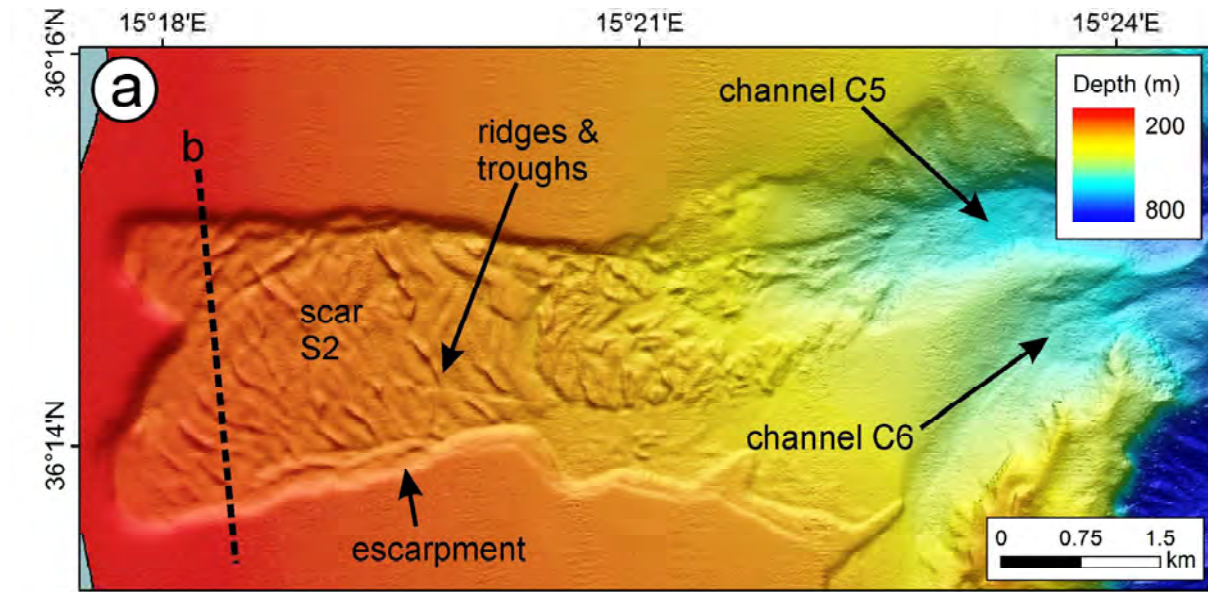 15°18'E
15°21'E
15°24'E
36°16'N
a
channel C5
Depth (m)
200
800
ridges &
troughs
b
scar
S2
36°14'N
channel C6
escarpment
0 0.75 1.5
km